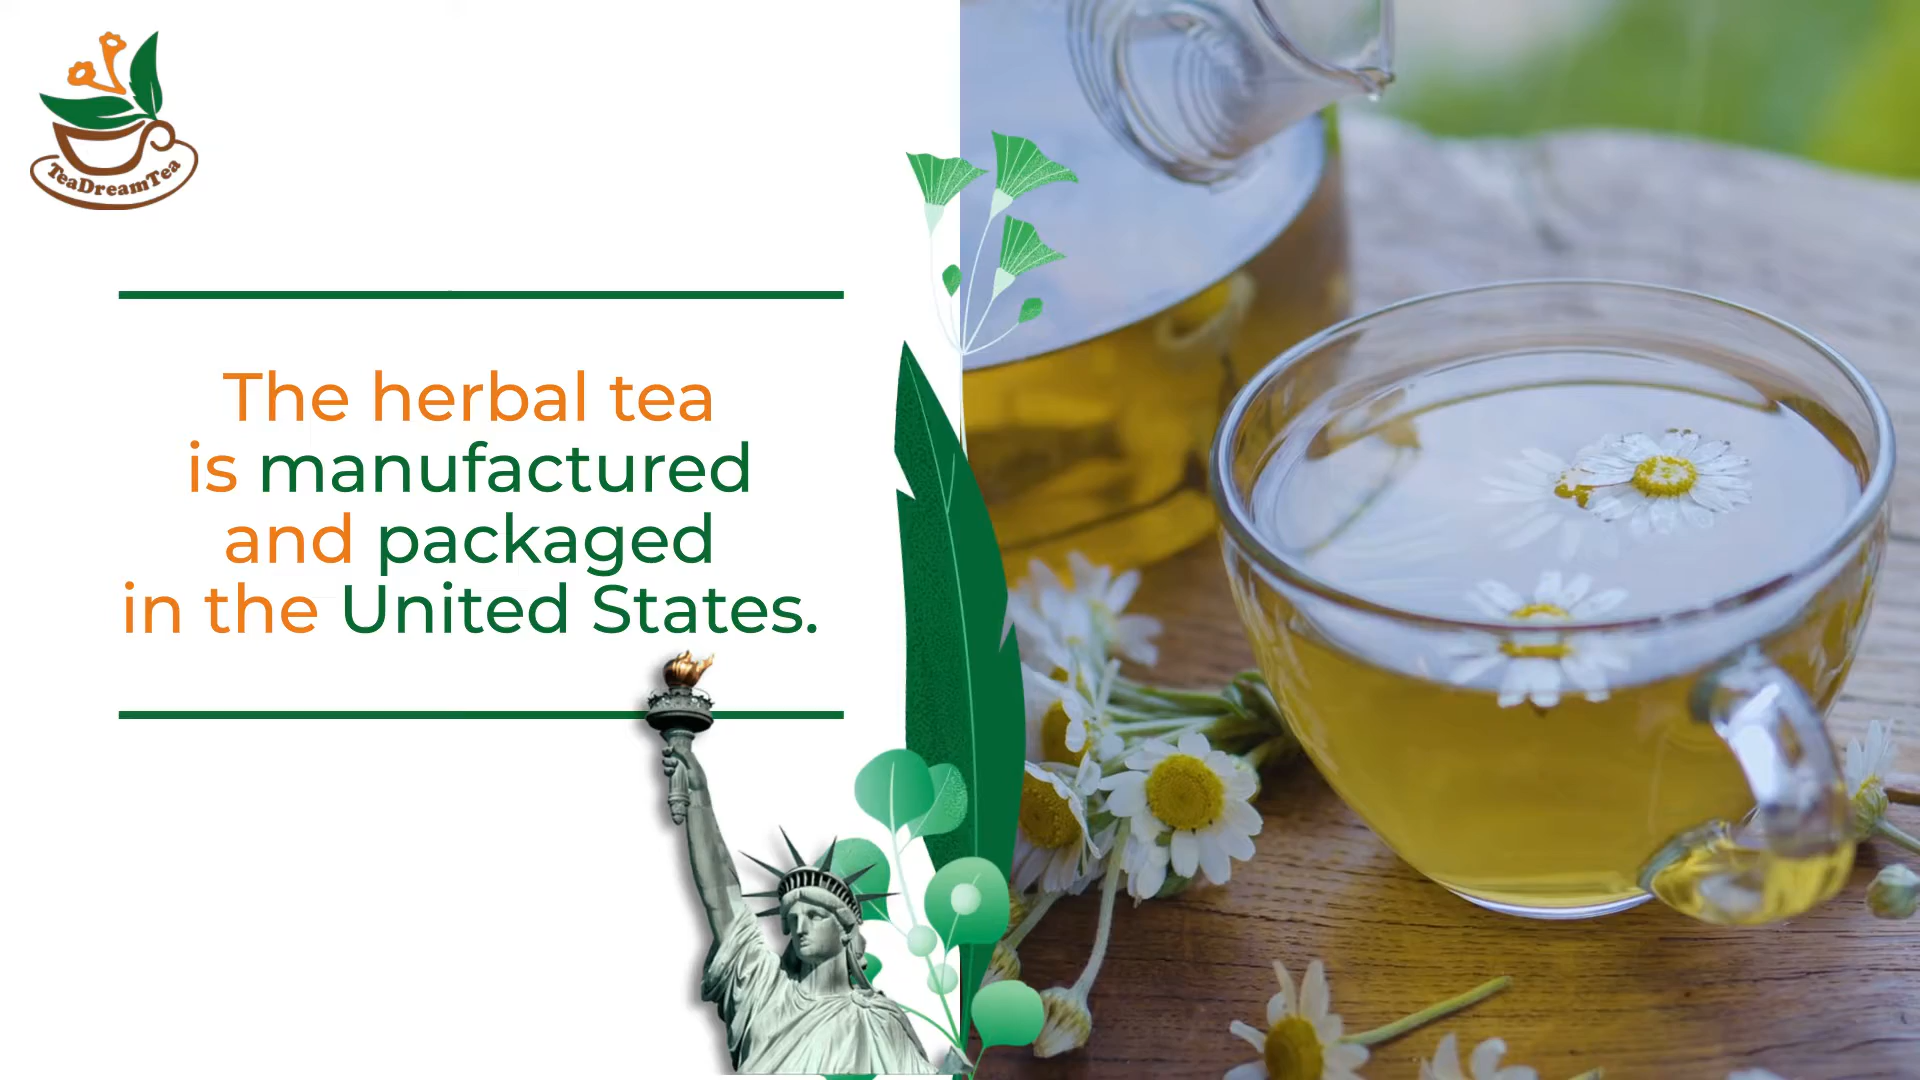 TeaDreamTea
The herbal tea
is manufactured
and packaged
in the United States.